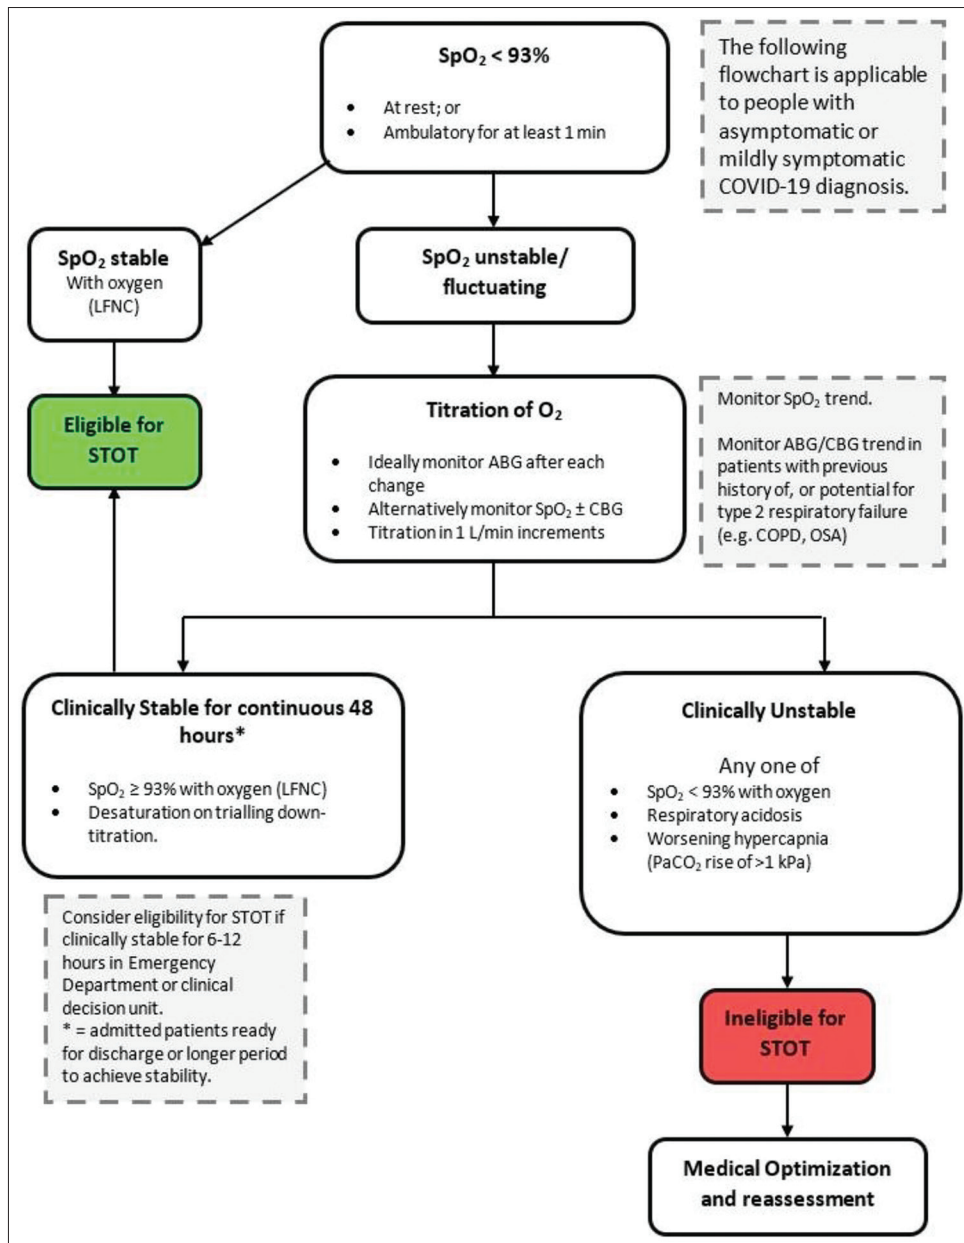 SpO₂ < 93%
• At rest; or
• Ambulatory for at least 1 min
The following
flowchart is applicable
to people with
asymptomatic or
mildly symptomatic
COVID-19 diagnosis.
SpO₂ stable
With oxygen
(LFNC)
SpO₂ unstable/
fluctuating
Eligible for
STOT
Titration of O₂
• Ideally monitor ABG after each
change
• Alternatively monitor SpO₂ ± CBG
• Titration in 1 L/min increments
Monitor SpO₂ trend.
Monitor ABG/CBG trend in
patients with previous
history of, or potential for
type 2 respiratory failure
(e.g. COPD, OSA)
Clinically Stable for continuous 48
hours*
• SpO₂ ≥ 93% with oxygen (LFNC)
• Desaturation on trialling down-
titration.
Clinically Unstable
Any one of
• SpO₂ < 93% with oxygen
• Respiratory acidosis
• Worsening hypercapnia
(PaCO₂ rise of >1 kPa)
Consider eligibility for STOT if
clinically stable for 6-12
hours in Emergency
Department or clinical
decision unit.
* = admitted patients ready
for discharge or longer period
to achieve stability.
Ineligible for
STOT
Medical Optimization
and reassessment